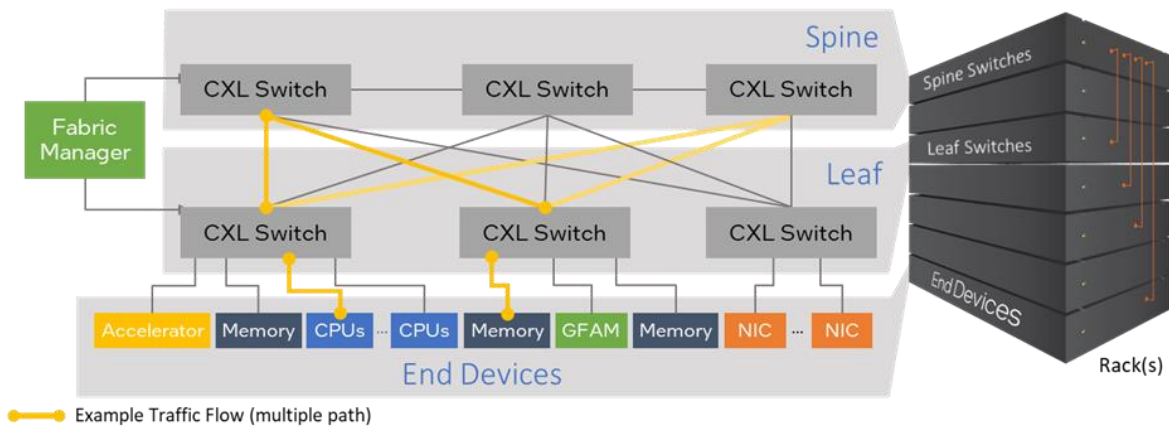 Spine
CXL Switch
CXL Switch
CXL Switch
Fabric
Manager
Leaf
CXL Switch
CXL Switch
CXL Switch
Accelerator
Memory
CPUs
...
CPUs
Memory
GFAM
Memory
NIC
...
NIC
End Devices
Example Traffic Flow (multiple path)
Spine Switches
Leaf Switches
End Devices
Rack(s)